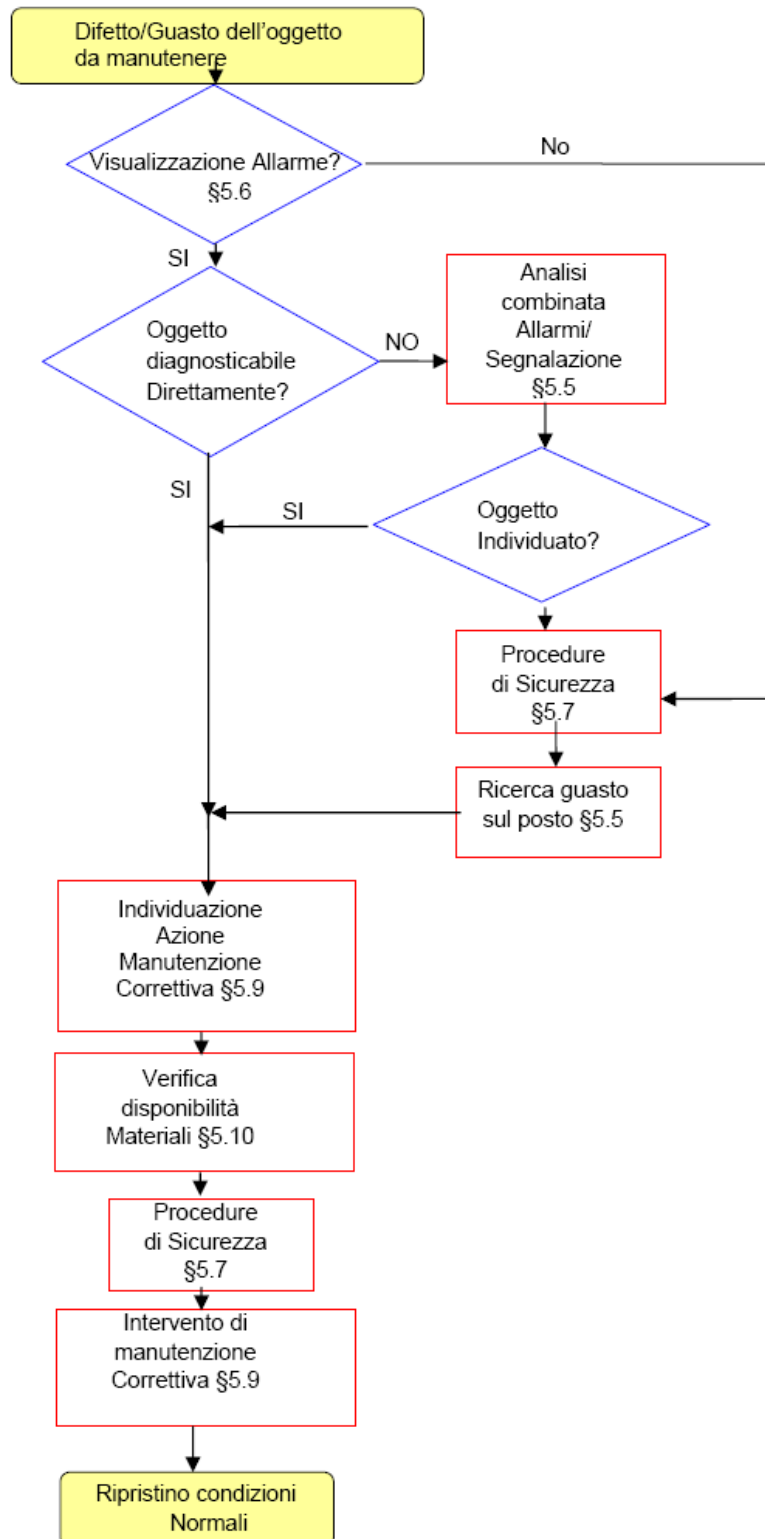 Difetto/Guasto dell'oggetto
da manutenere
Visualizzazione Allarme?
§5.6
No
SI
Oggetto
diagnosticabile
Direttamente?
NO
Analisi
combinata
Allarmi/
Segnalazione
§5.5
SI
SI
Oggetto
Individuato?
Procedure
di Sicurezza
§5.7
Ricerca guasto
sul posto §5.5
Individuazione
Azione
Manutenzione
Correttiva §5.9
Verifica
disponibilità
Materiali §5.10
Procedure
di Sicurezza
§5.7
Intervento di
manutenzione
Correttiva §5.9
Ripristino condizioni
Normali